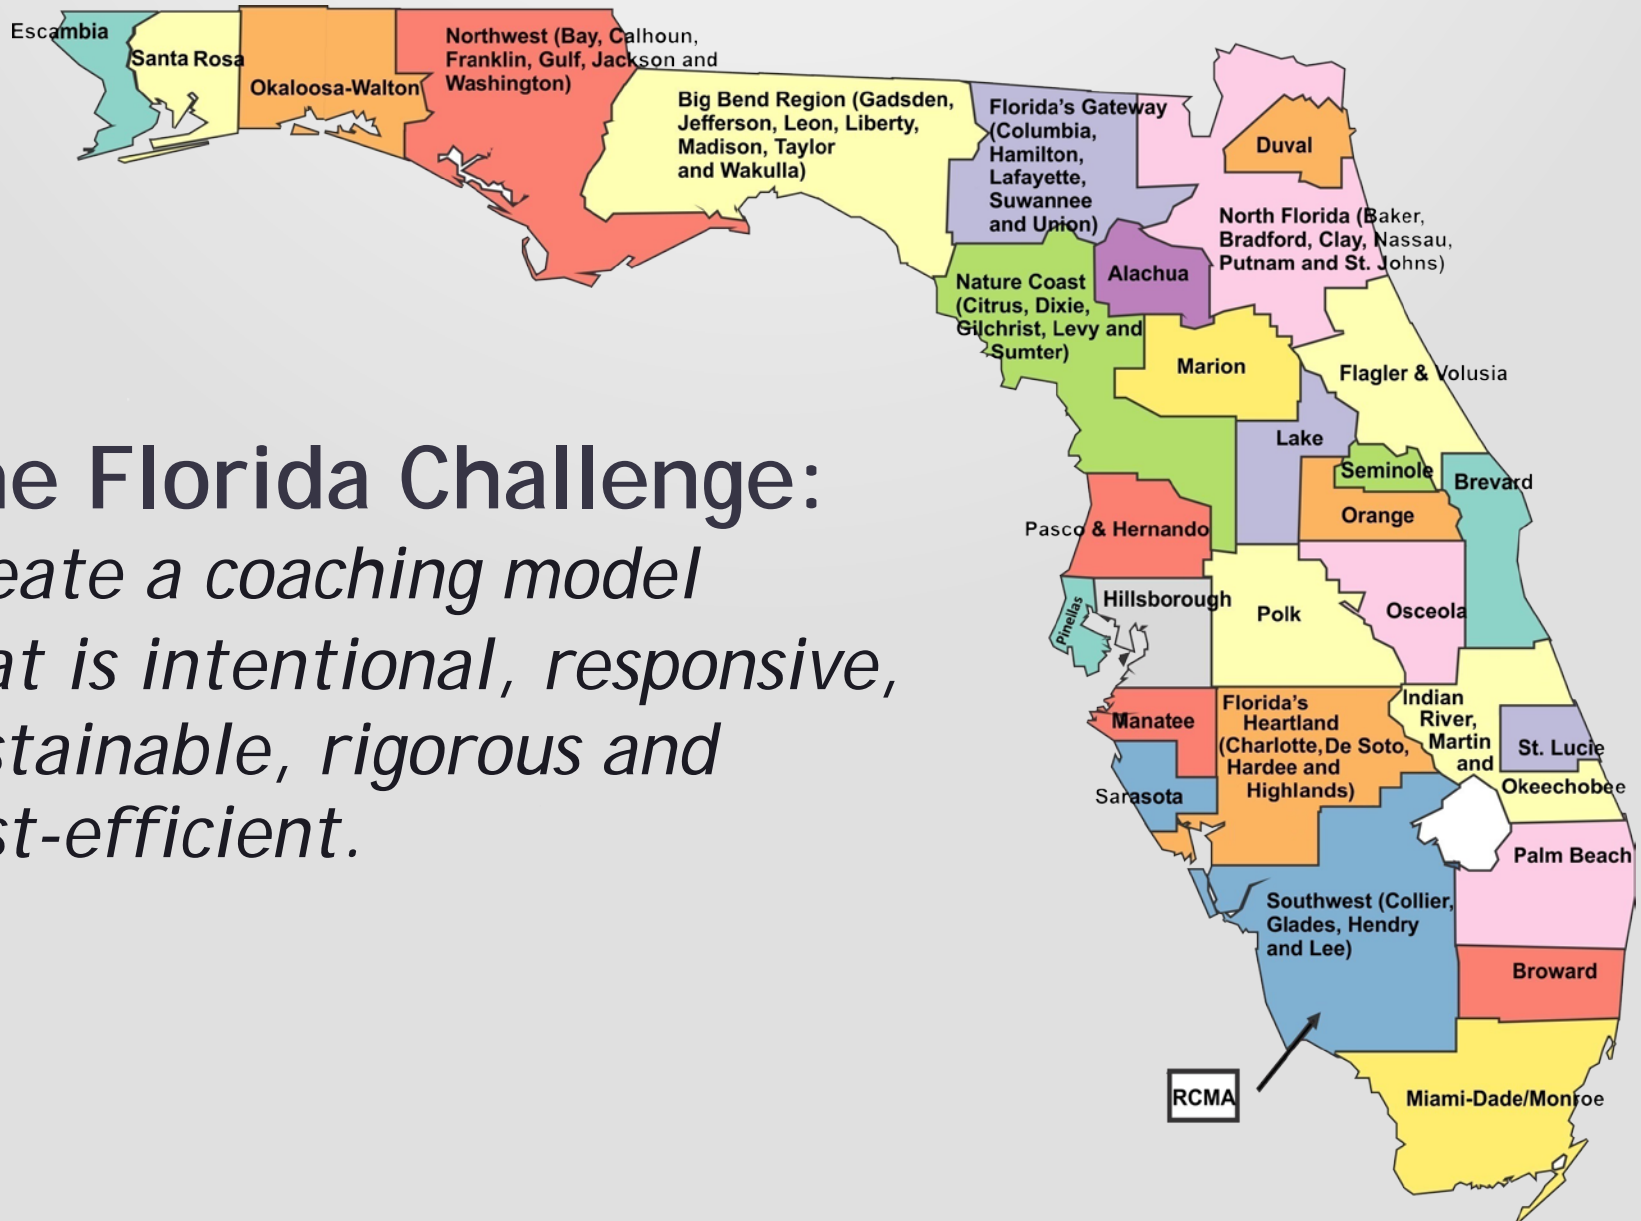 Escambia
Santa Rosa
Okaloosa-Walton
Northwest (Bay, Calhoun,
Franklin, Gulf, Jackson and
Washington)
Big Bend Region (Gadsden,
Jefferson, Leon, Liberty,
Madison, Taylor
and Wakulla)
Florida's Gateway
(Columbia,
Hamilton,
Lafayette,
Suwannee
and Union)
Duval
North Florida (Baker,
Bradford, Clay, Nassau,
Putnam and St. Johns)
Alachua
Nature Coast
(Citrus, Dixie,
Gilchrist, Levy and
Sumter)
Marion
Flagler & Volusia
Lake
Seminole
Brevard
Orange
Pasco & Hernando
Pinellas
Hillsborough
Polk
Osceola
Manatee
Florida's
Heartland
(Charlotte, De Soto,
Hardee and
Highlands)
Indian
River,
Martin
and
Okeechobee
St. Lucie
Sarasota
Palm Beach
Southwest (Collier,
Glades, Hendry
and Lee)
Broward
RCMA
Miami-Dade/Monroe
ne Florida Challenge:
eate a coaching model
at is intentional, responsive,
stainable, rigorous and
st-efficient.